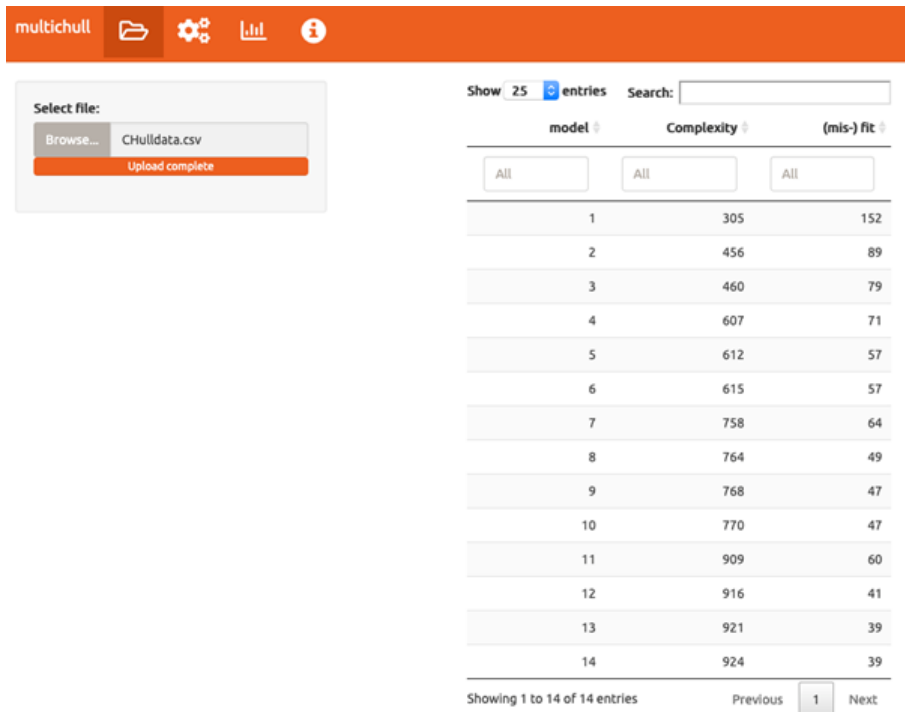 multichull
Select file:
Browse... CHulldata.csv
Upload complete
Show 25 entries Search:
model Complexity (mis-) fit
All All All
1 305 152
2 456 89
3 460 79
4 607 71
5 612 57
6 615 57
7 758 64
8 764 49
9 768 47
10 770 47
11 909 60
12 916 41
13 921 39
14 924 39
Showing 1 to 14 of 14 entries Previous 1 Next